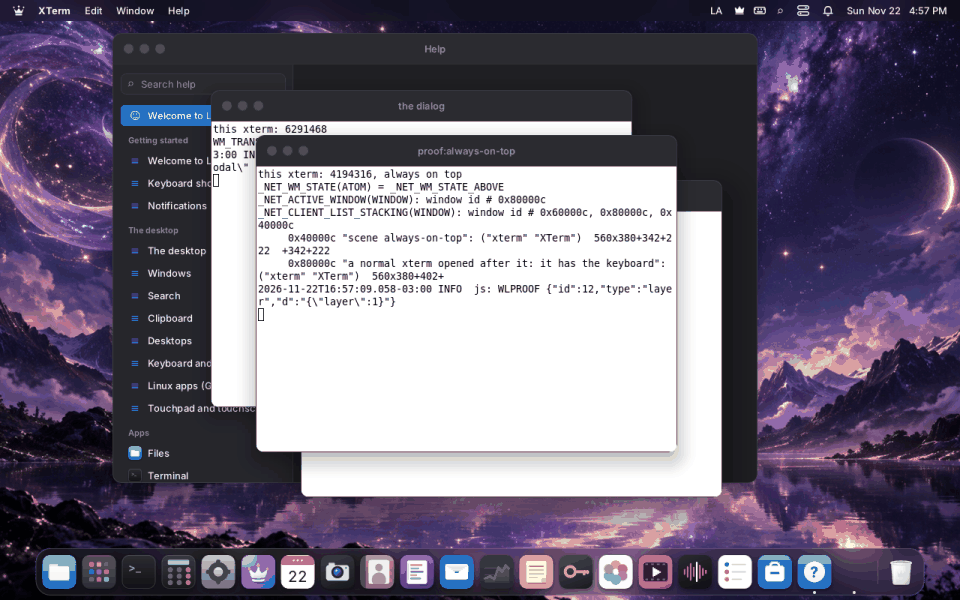 XTerm Edit Window Help
LA
Sun Nov 22 4:57 PM
Help
Search help
Welcome to L
Getting started
Welcome to L
Keyboard sho
Notifications
The desktop
The desktop
Windows
Search
Clipboard
Desktops
Keyboard and
Linux apps (G
Touchpad and touchsc
Apps
Files
Terminal
the dialog
this xterm: 6291468
WM_TRAN
3:00 IN
odal\"
proof:always-on-top
this xterm: 4194316, always on top
_NET_WM_STATE(ATOM) = _NET_WM_STATE_ABOVE
_NET_ACTIVE_WINDOW(WINDOW): window id # 0x80000c
_NET_CLIENT_LIST_STACKING(WINDOW): window id # 0x60000c, 0x80000c, 0x
40000c
0x40000c "scene always-on-top": ("xterm" "XTerm") 560x380+342+2
22 +342+222
0x80000c "a normal xterm opened after it: it has the keyboard":
("xterm" "XTerm") 560x380+402+
2026-11-22T16:57:09.058-03:00 INFO js: WLPROOF {"id":12,"type":"laye
r","d":"{\"layer\":1}"}
22